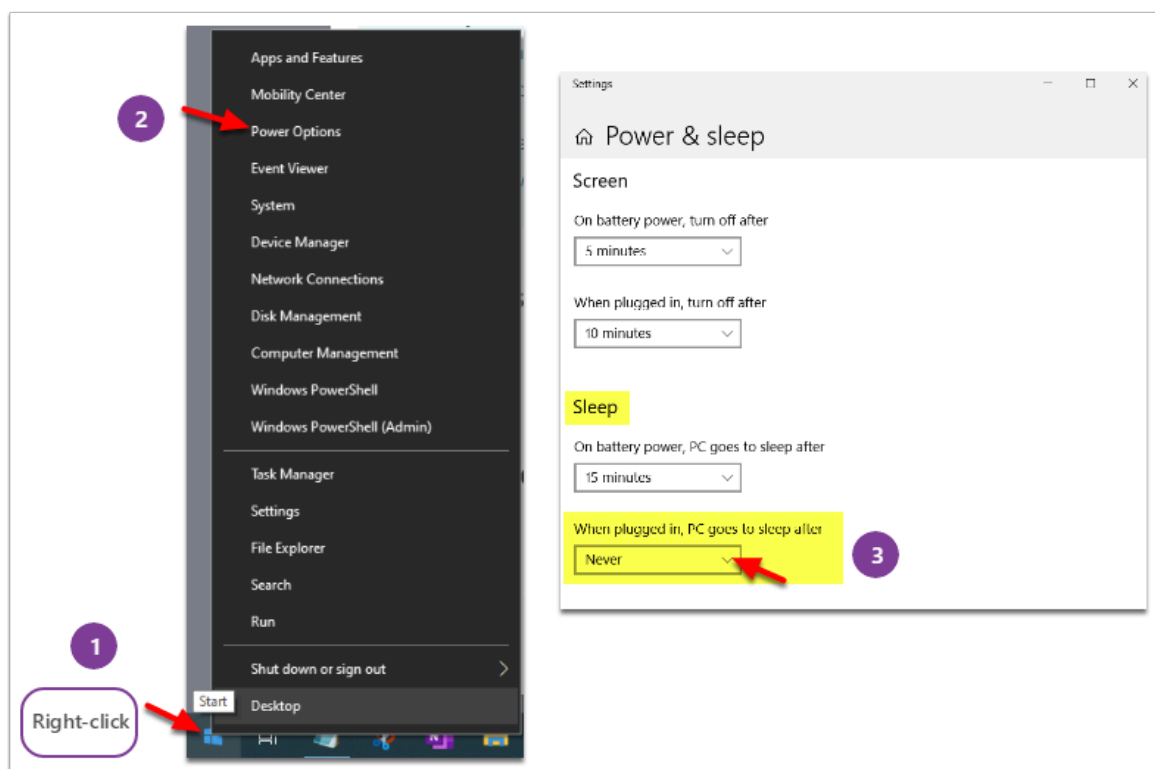 Apps and Features
Mobility Center
2
Power Options
Event Viewer
System
Device Manager
Network Connections
Disk Management
Computer Management
Windows PowerShell
Windows PowerShell (Admin)
Task Manager
Settings
File Explorer
Search
Run
1
Shut down or sign out
Start
Desktop
Right-click
N
Settings
Power & sleep
Screen
On battery power, turn off after
5 minutes
When plugged in, turn off after
10 minutes
Sleep
On battery power, PC goes to sleep after
15 minutes
When plugged in, PC goes to sleep after
Never
3